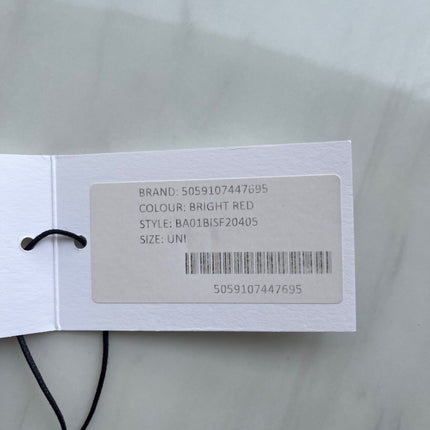 BRAND: 5059107447695
COLOUR: BRIGHT RED
STYLE: BA01BISF20405
SIZE: UNI
5059107447695